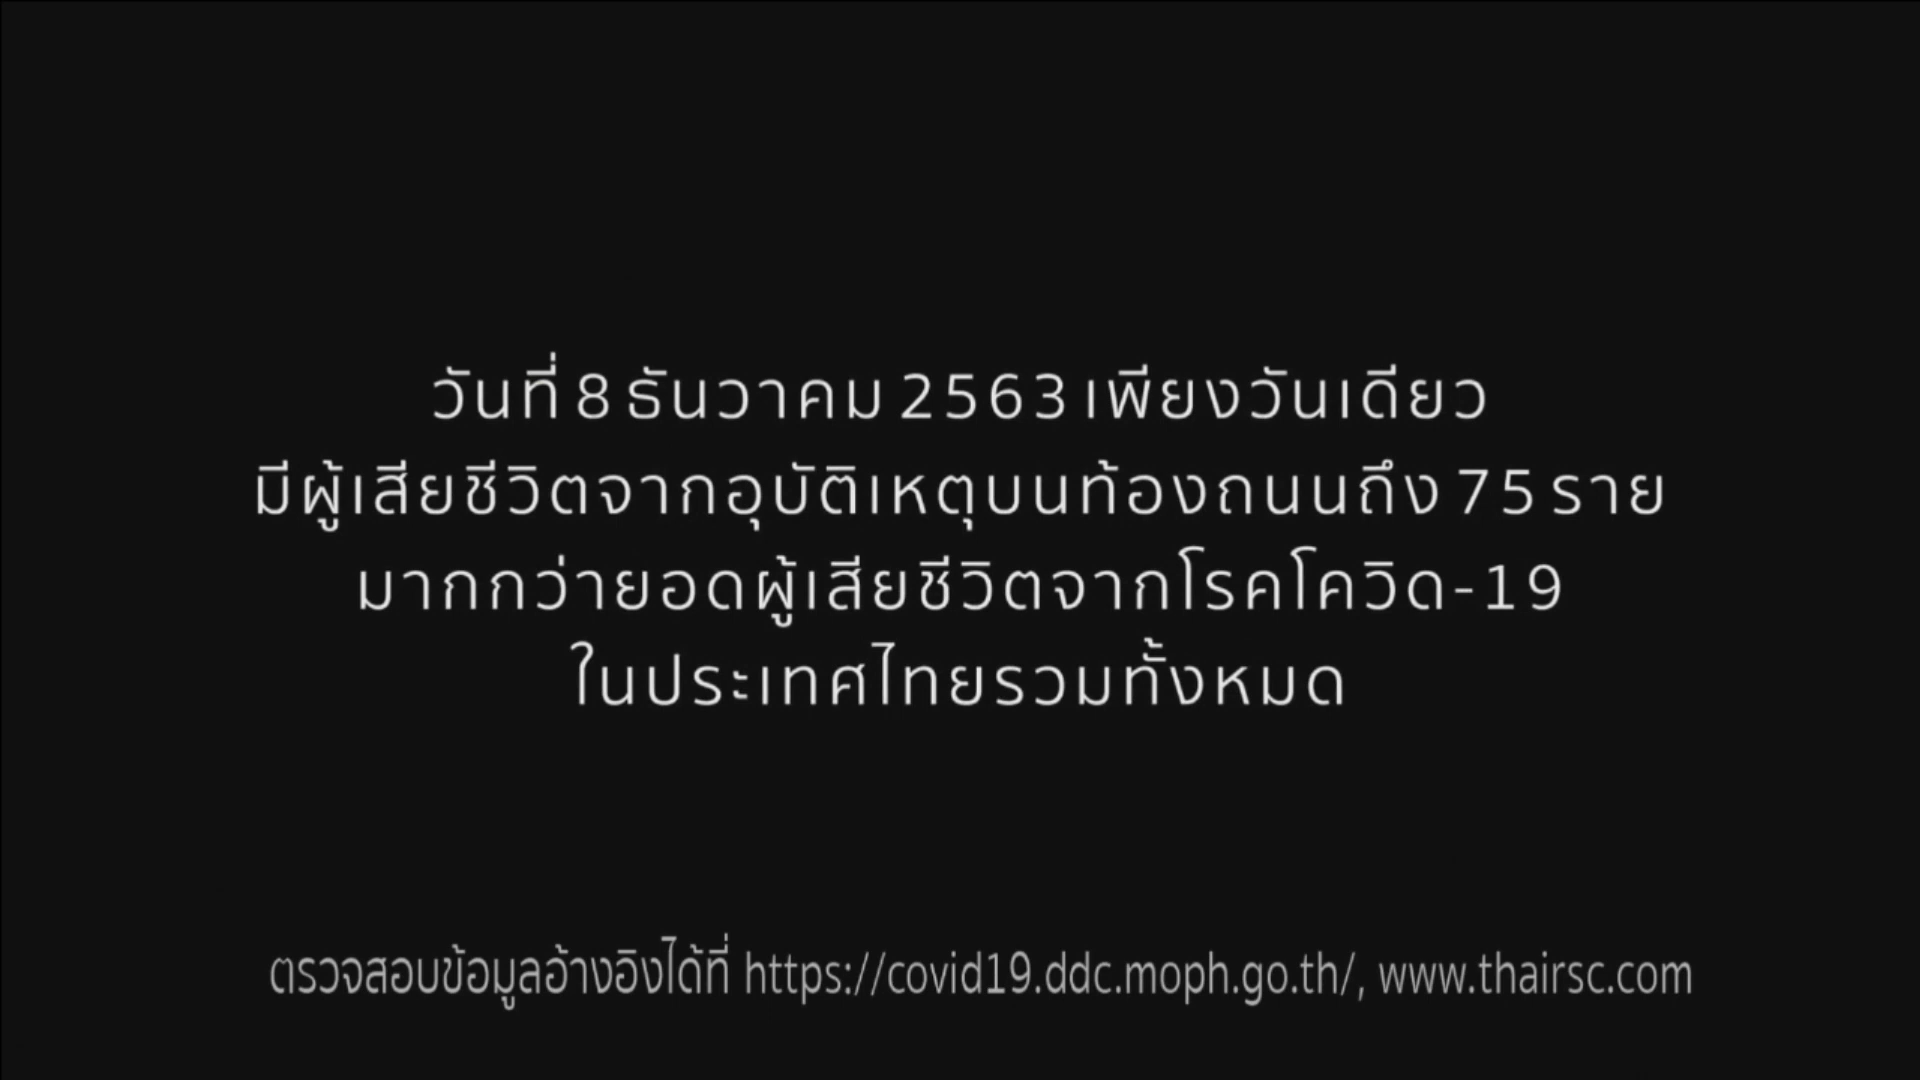 วันที่ 8 ธันวาคม 2563 เพียงวันเดียว
มีผู้เสียชีวิตจากอุบัติเหตุบนท้องถนนถึง 75 ราย
มากกว่ายอดผู้เสียชีวิตจากโรคโควิด-19
ในประเทศไทยรวมทั้งหมด
ตรวจสอบข้อมูลอ้างอิงได้ที่ https://covid19.ddc.moph.go.th/, www.thairsc.com